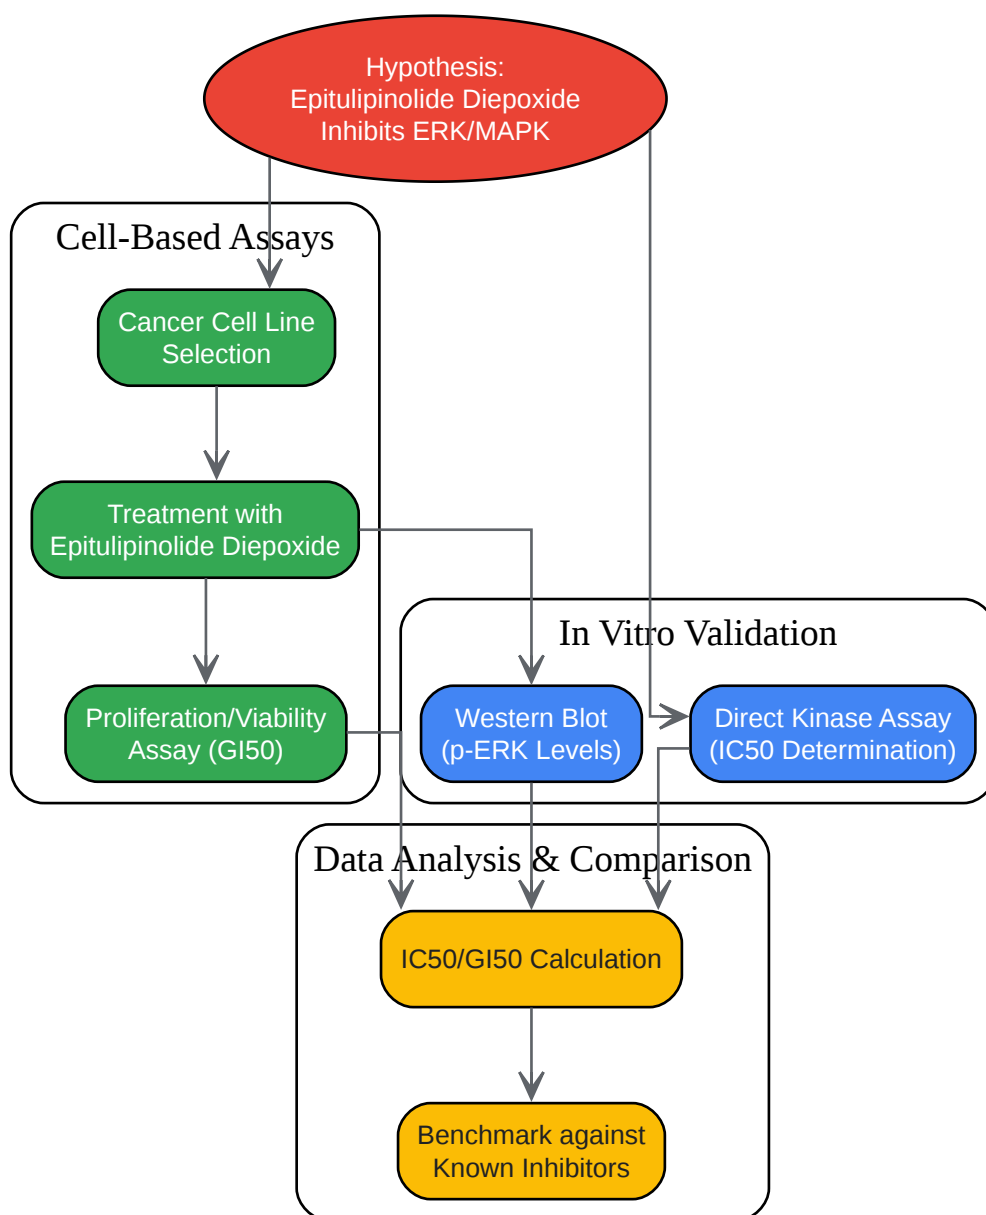 Hypothesis:
Epitulipinolide Diepoxide
Inhibits ERK/MAPK
Cell-Based Assays
Cancer Cell Line
Selection
Treatment with
Epitulipinolide Diepoxide
Proliferation/Viability
Assay (GI50)
In Vitro Validation
Western Blot
(p-ERK Levels)
Direct Kinase Assay
(IC50 Determination)
Data Analysis & Comparison
IC50/GI50 Calculation
Benchmark against
Known Inhibitors